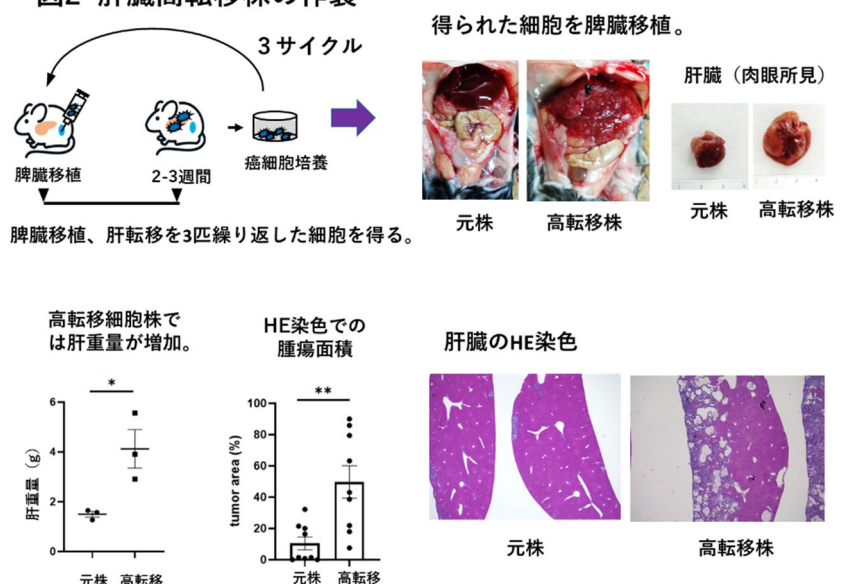 図2 肝臓高転移株の作製
3サイクル
脾臓移植
2-3週間
癌細胞培養
脾臓移植、肝転移を3匹繰り返した細胞を得る。
得られた細胞を脾臓移植。
元株
高転移株
肝臓（肉眼所見）
元株
高転移株
高転移細胞株で
は肝重量が増加。
*
肝重量（g）
6
4
2
0
元株
高転移
HE染色での
腫瘍面積
**
tumor area (%)
100
80
60
40
20
0
元株
高転移
肝臓のHE染色
元株
高転移株